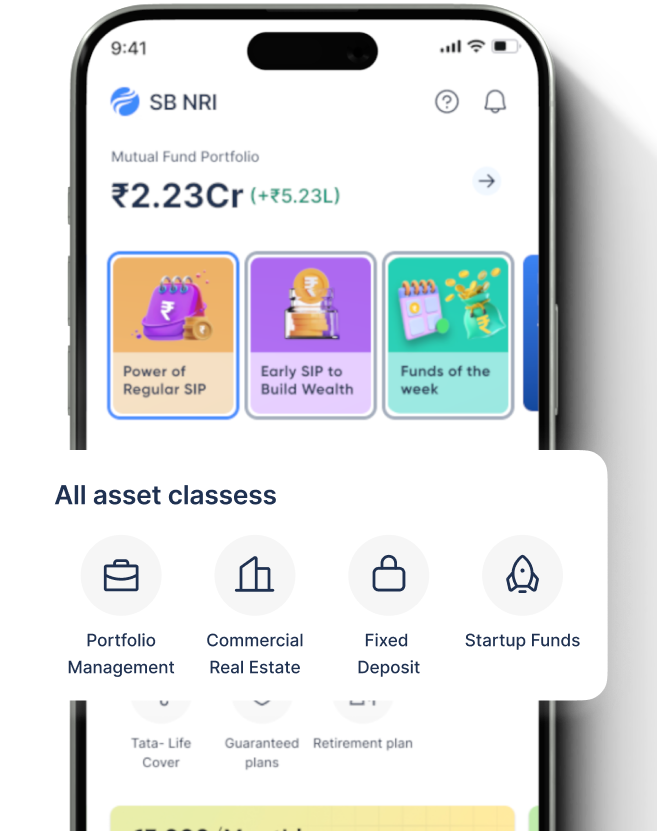 9:41
SB NRI
Mutual Fund Portfolio
₹2.23Cr (+₹5.23L)
Power of
Regular SIP
Early SIP to
Build Wealth
Funds of the
week
All asset classess
Portfolio
Management
Commercial
Real Estate
Fixed
Deposit
Startup Funds
Tata- Life
Cover
Guaranteed
plans
Retirement plan